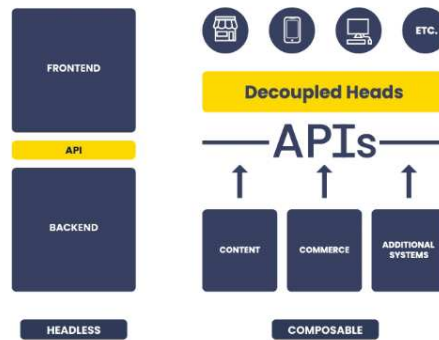 FRONTEND
API
BACKEND
HEADLESS
ETC.
Decoupled Heads
APIs
CONTENT
COMMERCE
ADDITIONAL
SYSTEMS
COMPOSABLE